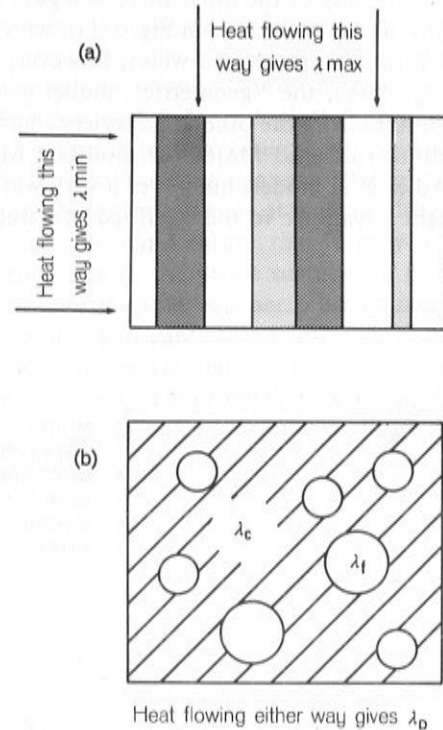 Heat flowing this
way gives λmax
(a)
Heat flowing this
way gives λmin
(b)
λc
λf
Heat flowing either way gives λp